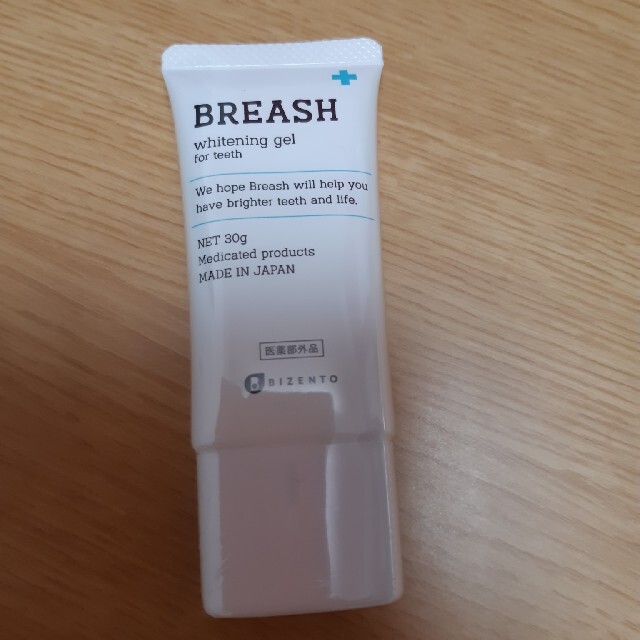 BREASH
whitening gel
for teeth
We hope Breash will help you
have brighter teeth and life.
NET 30g
Medicated products
MADE IN JAPAN
医薬部外品
BIZENTO